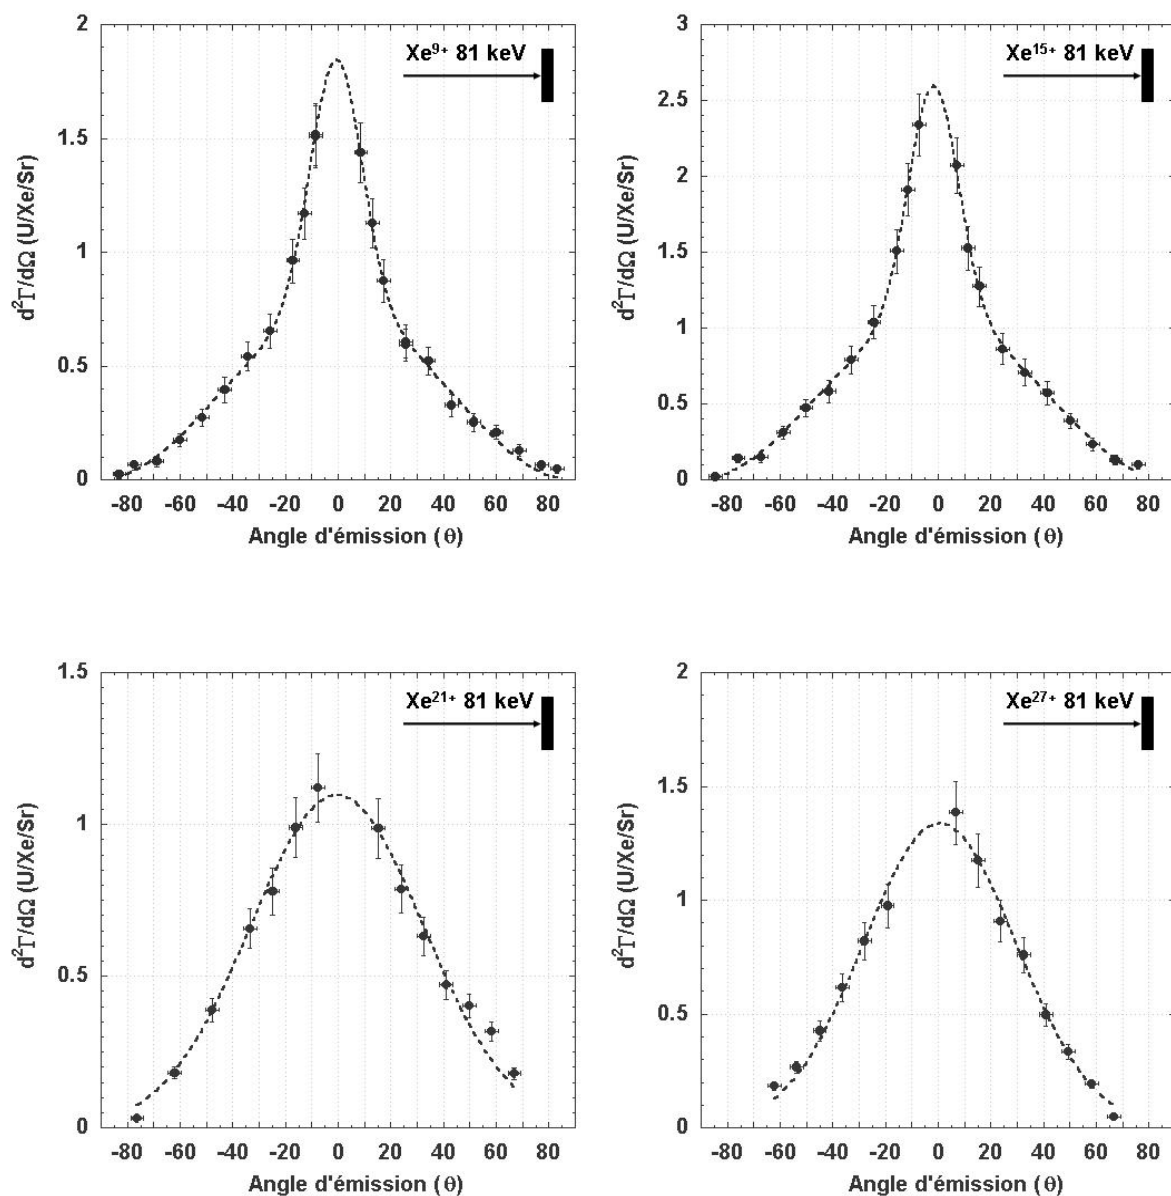 2
1.5
1
0.5
0
Xe9+ 81 keV
d2T/dΩ (U/Xe/Sr)
-80 -60 -40 -20 0 20 40 60 80
Angle d'émission (θ)
3
2.5
2
1.5
1
0.5
0
Xe15+ 81 keV
d2T/dΩ (U/Xe/Sr)
-80 -60 -40 -20 0 20 40 60 80
Angle d'émission (θ)
1.5
1
0.5
0
Xe21+ 81 keV
d2T/dΩ (U/Xe/Sr)
-80 -60 -40 -20 0 20 40 60 80
Angle d'émission (θ)
2
1.5
1
0.5
0
Xe27+ 81 keV
d2T/dΩ (U/Xe/Sr)
-80 -60 -40 -20 0 20 40 60 80
Angle d'émission (θ)